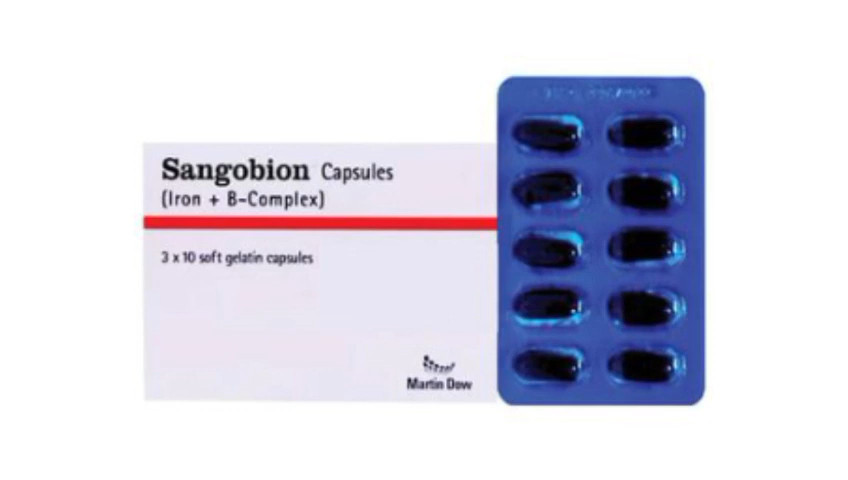 Sangobion Capsules
(Iron + B-Complex)
3 x 10 soft gelatin capsules
Martin Dow